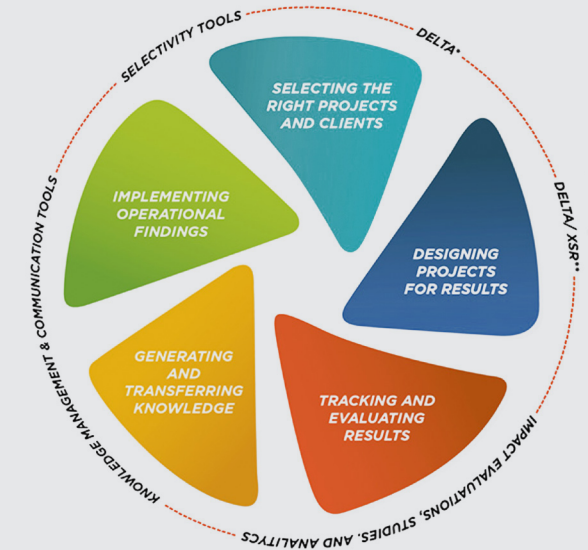 SELECTIVITY TOOLS
DELTA*
SELECTING THE
RIGHT PROJECTS
AND CLIENTS
DELTA/ XSR**
DESIGNING
PROJECTS
FOR RESULTS
IMPACT EVALUATIONS, STUDIES. AND ANALITYCS
TRACKING AND
EVALUATING
RESULTS
KNOWLEDGE MANAGEMENT & COMMUNICATION TOOLS
GENERATING
AND
TRANSFERRING
KNOWLEDGE
IMPLEMENTING
OPERATIONAL
FINDINGS